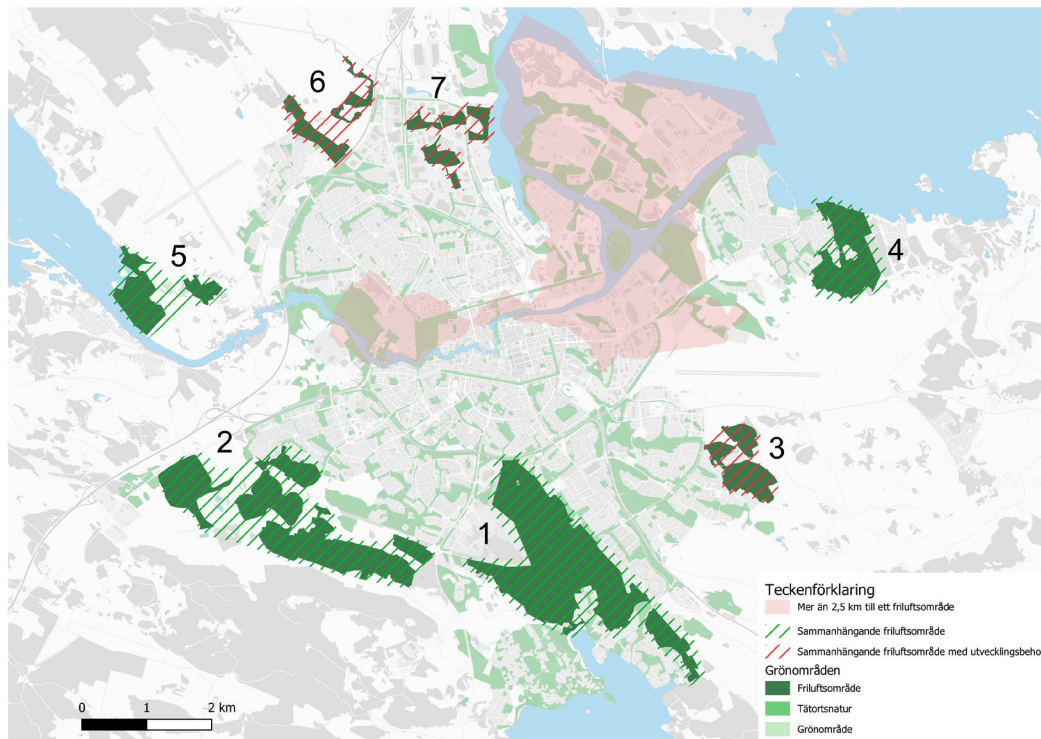 6
7
5
4
2
3
1
Teckenförklaring
Mer än 2,5 km till ett friluftsområde
Sammanhängande friluftsområde
Sammanhängande friluftsområde med utvecklingsbeho
Grönområden
Friluftsområde
Tätortsnatur
Grönområde
0 1 2 km